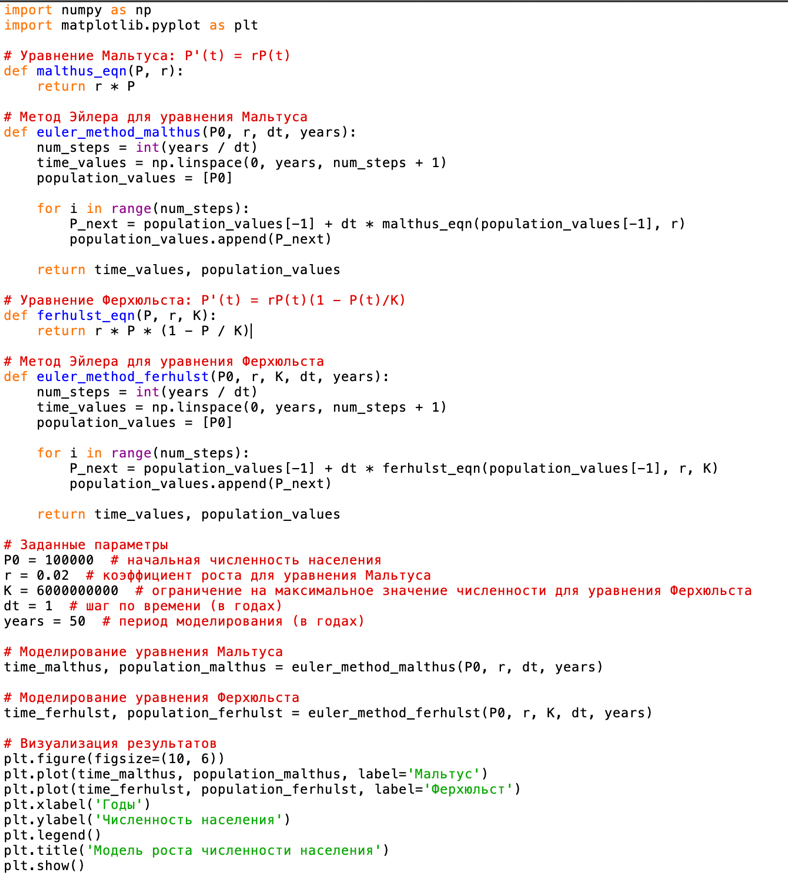 import numpy as np
import matplotlib.pyplot as plt

# Уравнение Мальтуса: P'(t) = rP(t)
def malthus_eqn(P, r):
    return r * P

# Метод Эйлера для уравнения Мальтуса
def euler_method_malthus(P0, r, dt, years):
    num_steps = int(years / dt)
    time_values = np.linspace(0, years, num_steps + 1)
    population_values = [P0]

    for i in range(num_steps):
        P_next = population_values[-1] + dt * malthus_eqn(population_values[-1], r)
        population_values.append(P_next)

    return time_values, population_values

# Уравнение Ферхюльста: P'(t) = rP(t)(1 - P(t)/K)
def ferhulst_eqn(P, r, K):
    return r * P * (1 - P / K)

# Метод Эйлера для уравнения Ферхюльста
def euler_method_ferhulst(P0, r, K, dt, years):
    num_steps = int(years / dt)
    time_values = np.linspace(0, years, num_steps + 1)
    population_values = [P0]

    for i in range(num_steps):
        P_next = population_values[-1] + dt * ferhulst_eqn(population_values[-1], r, K)
        population_values.append(P_next)

    return time_values, population_values

# Заданные параметры
P0 = 100000  # начальная численность населения
r = 0.02  # коэффициент роста для уравнения Мальтуса
K = 6000000000  # ограничение на максимальное значение численности для уравнения Ферхюльста
dt = 1  # шаг по времени (в годах)
years = 50  # период моделирования (в годах)

# Моделирование уравнения Мальтуса
time_malthus, population_malthus = euler_method_malthus(P0, r, dt, years)

# Моделирование уравнения Ферхюльста
time_ferhulst, population_ferhulst = euler_method_ferhulst(P0, r, K, dt, years)

# Визуализация результатов
plt.figure(figsize=(10, 6))
plt.plot(time_malthus, population_malthus, label='Мальтус')
plt.plot(time_ferhulst, population_ferhulst, label='Ферхюльст')
plt.xlabel('Годы')
plt.ylabel('Численность населения')
plt.legend()
plt.title('Модель роста численности населения')
plt.show()